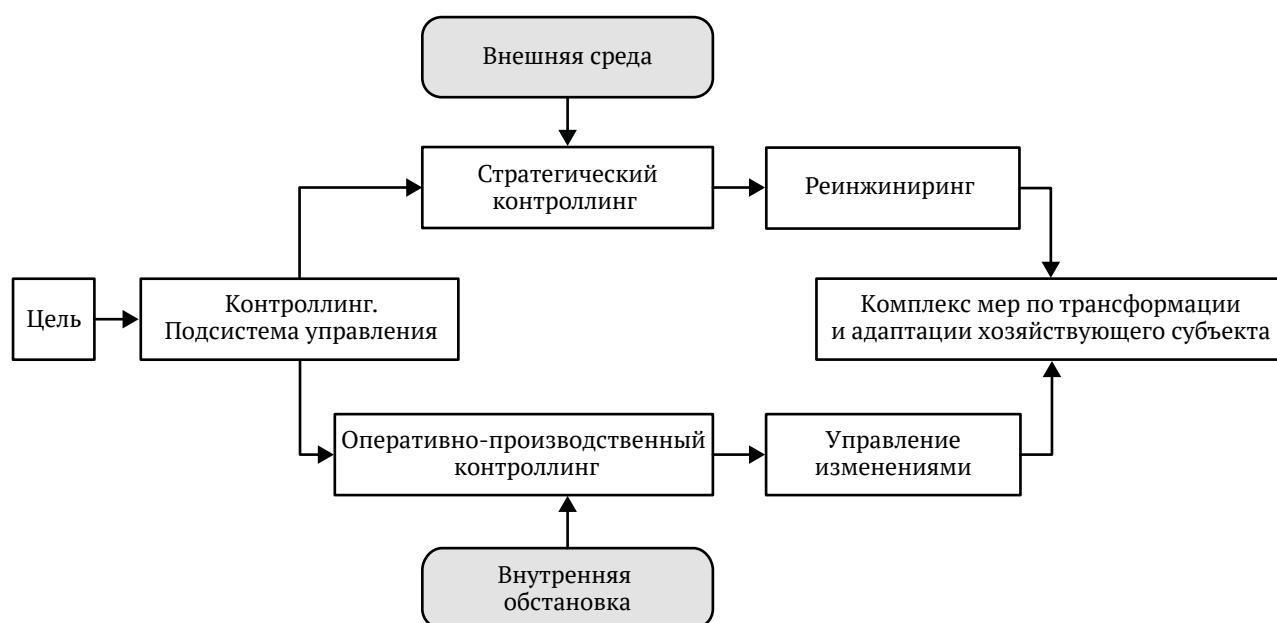 Внешняя среда
Стратегический
контроллинг
Реинжиниринг
Цель
Контроллинг.
Подсистема управления
Комплекс мер по трансформации
и адаптации хозяйствующего субъекта
Оперативно-производственный
контроллинг
Управление
изменениями
Внутренняя
обстановка